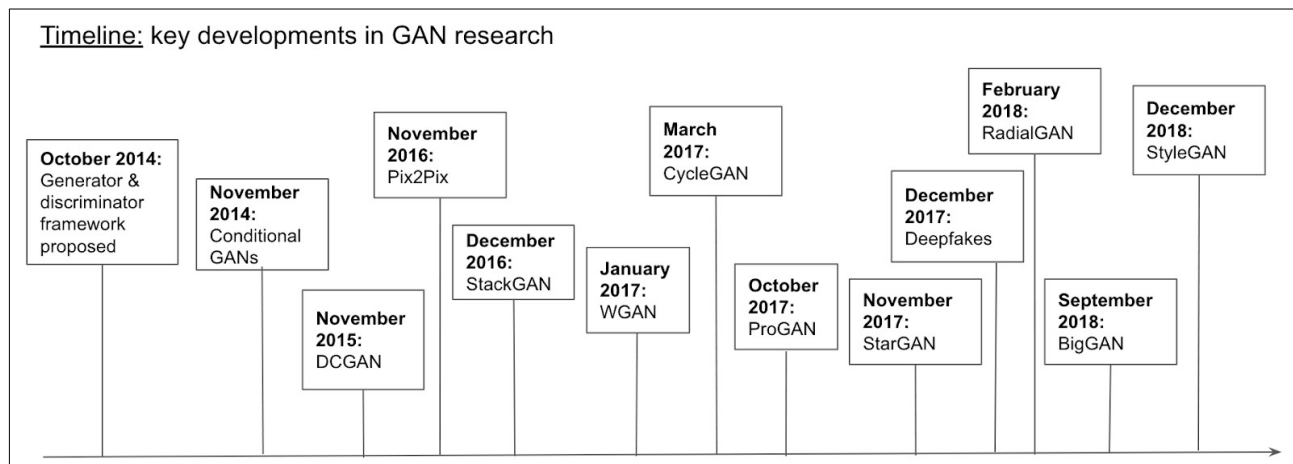 Timeline: key developments in GAN research
October 2014:
Generator &
discriminator
framework
proposed
November
2014:
Conditional
GANs
November
2015:
DCGAN
November
2016:
Pix2Pix
December
2016:
StackGAN
January
2017:
WGAN
March
2017:
CycleGAN
October
2017:
ProGAN
November
2017:
StarGAN
December
2017:
Deepfakes
February
2018:
RadialGAN
September
2018:
BigGAN
December
2018:
StyleGAN